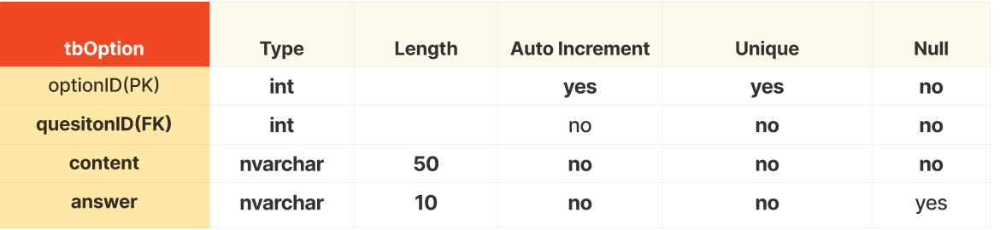 tbOption Type Length Auto Increment Unique Null
optionID(PK) int yes yes no
quesitonID(FK) int no no no
content nvarchar 50 no no no
answer nvarchar 10 no no yes